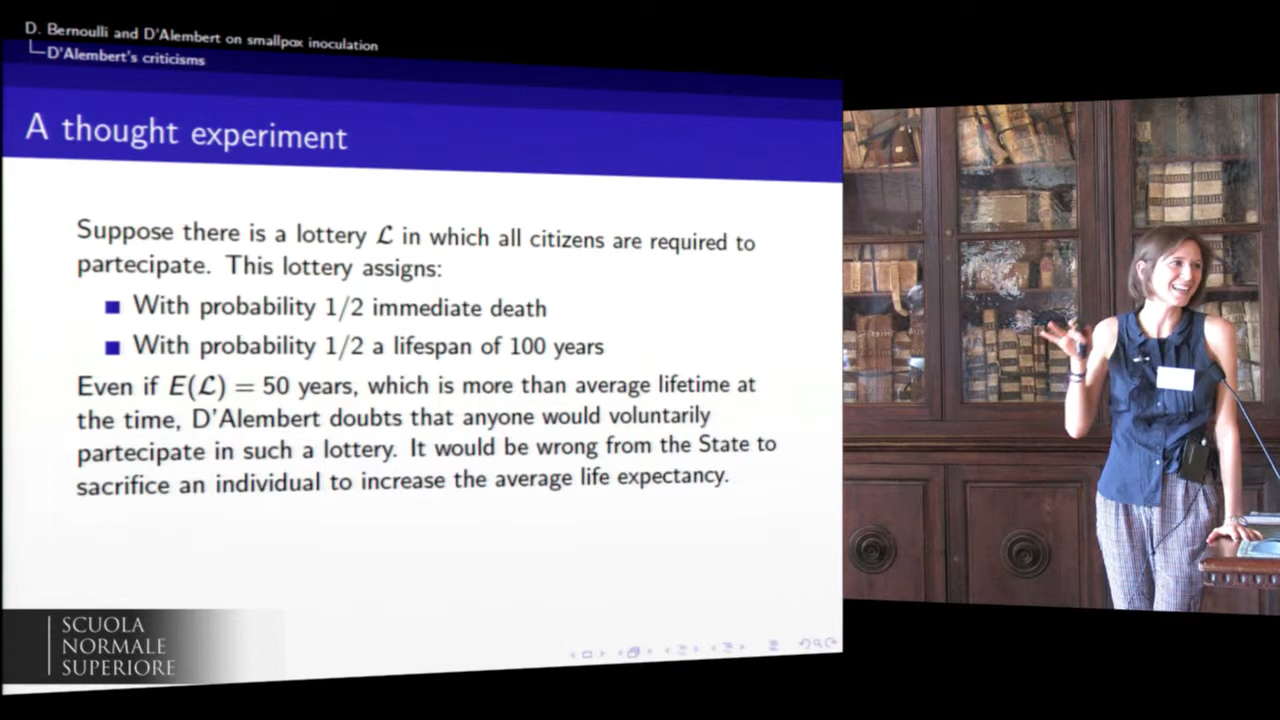 D. Bernoulli and D'Alembert on smallpox inoculation
D'Alembert's criticisms
A thought experiment
Suppose there is a lottery ℒ in which all citizens are required to
partecipate. This lottery assigns:
With probability 1/2 immediate death
With probability 1/2 a lifespan of 100 years
Even if E(ℒ) = 50 years, which is more than average lifetime at
the time, D'Alembert doubts that anyone would voluntarily
partecipate in such a lottery. It would be wrong from the State to
sacrifice an individual to increase the average life expectancy.
SCUOLA
NORMALE
SUPERIORE